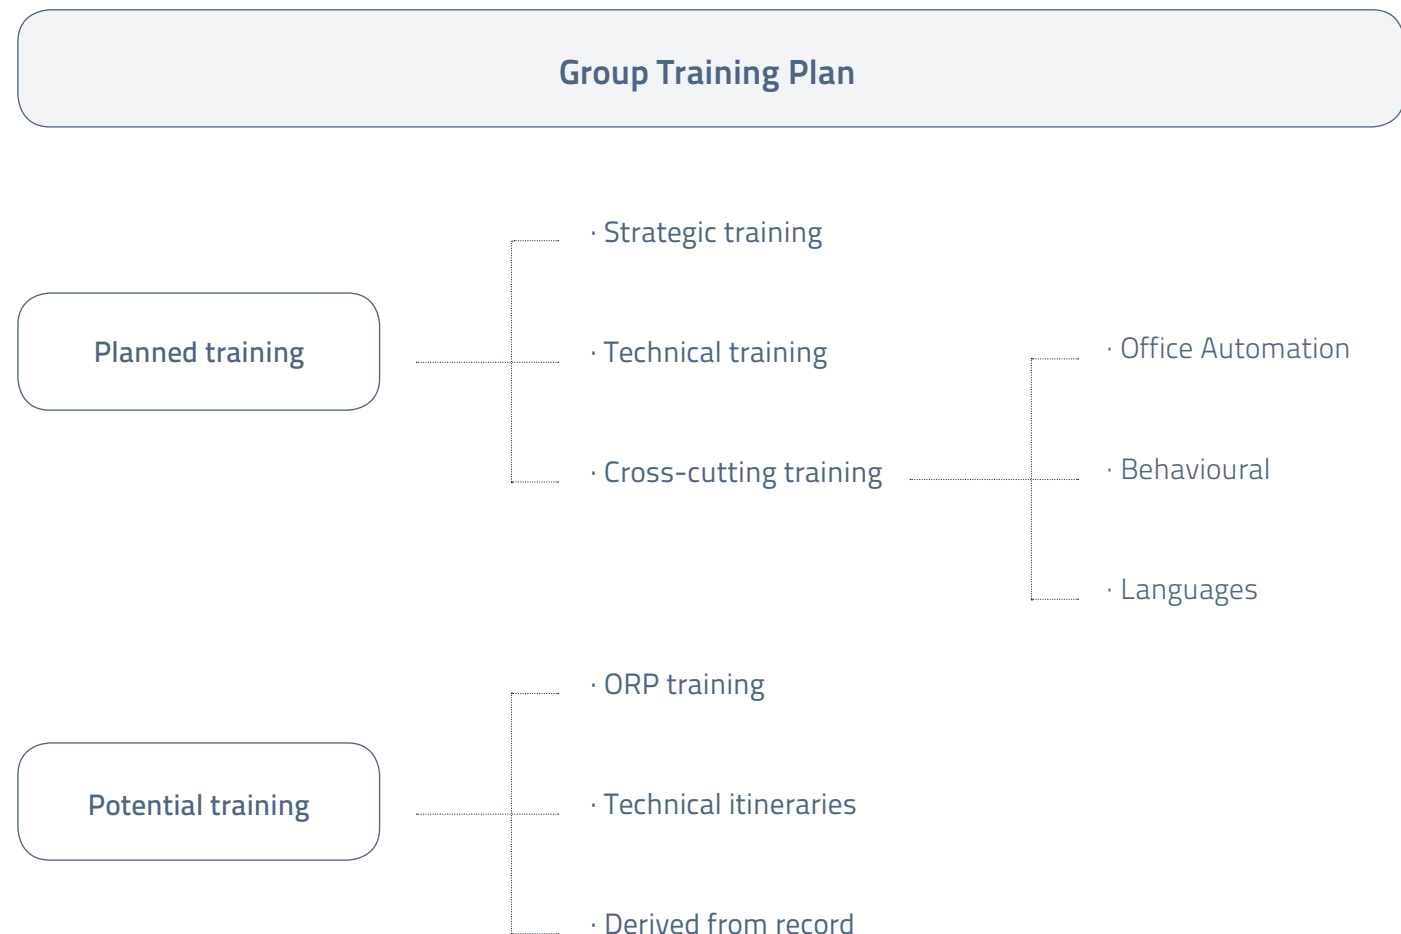 Group Training Plan
· Strategic training
Planned training
· Technical training
· Cross-cutting training
· Office Automation
· Behavioural
· Languages
· ORP training
Potential training
· Technical itineraries
· Derived from record